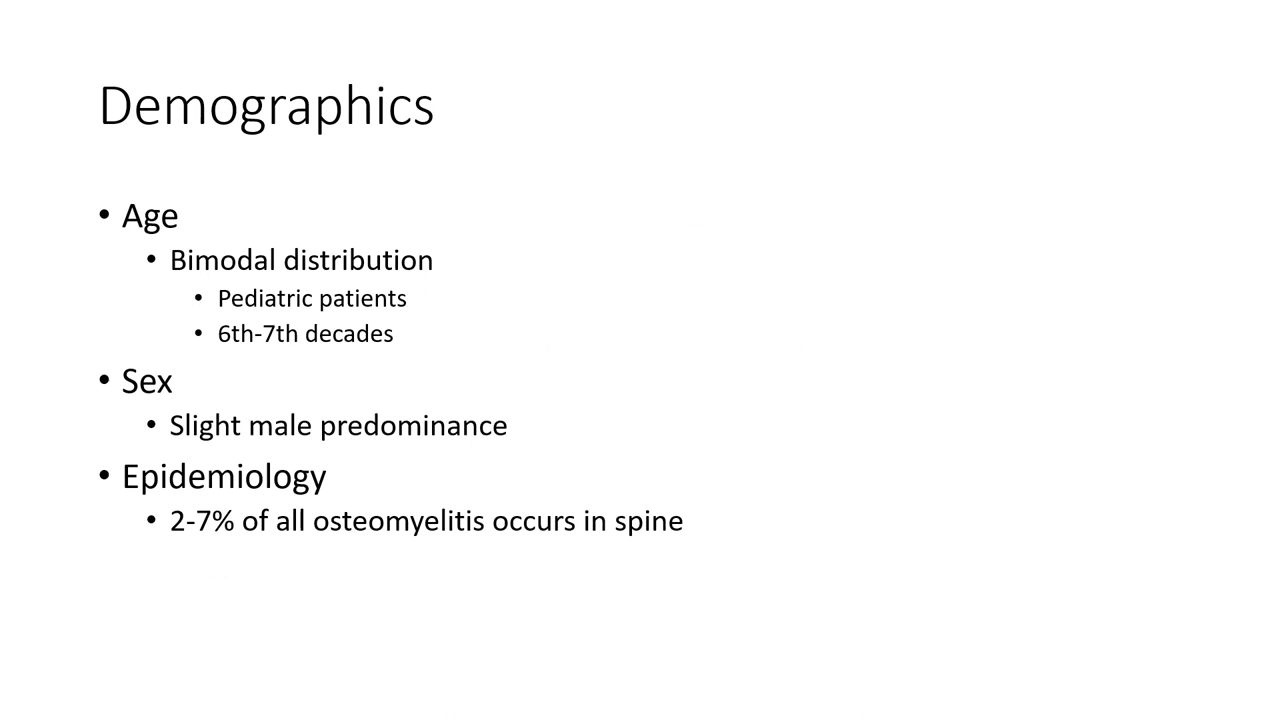 Demographics
• Age
• Bimodal distribution
• Pediatric patients
• 6th-7th decades
• Sex
• Slight male predominance
• Epidemiology
• 2-7% of all osteomyelitis occurs in spine